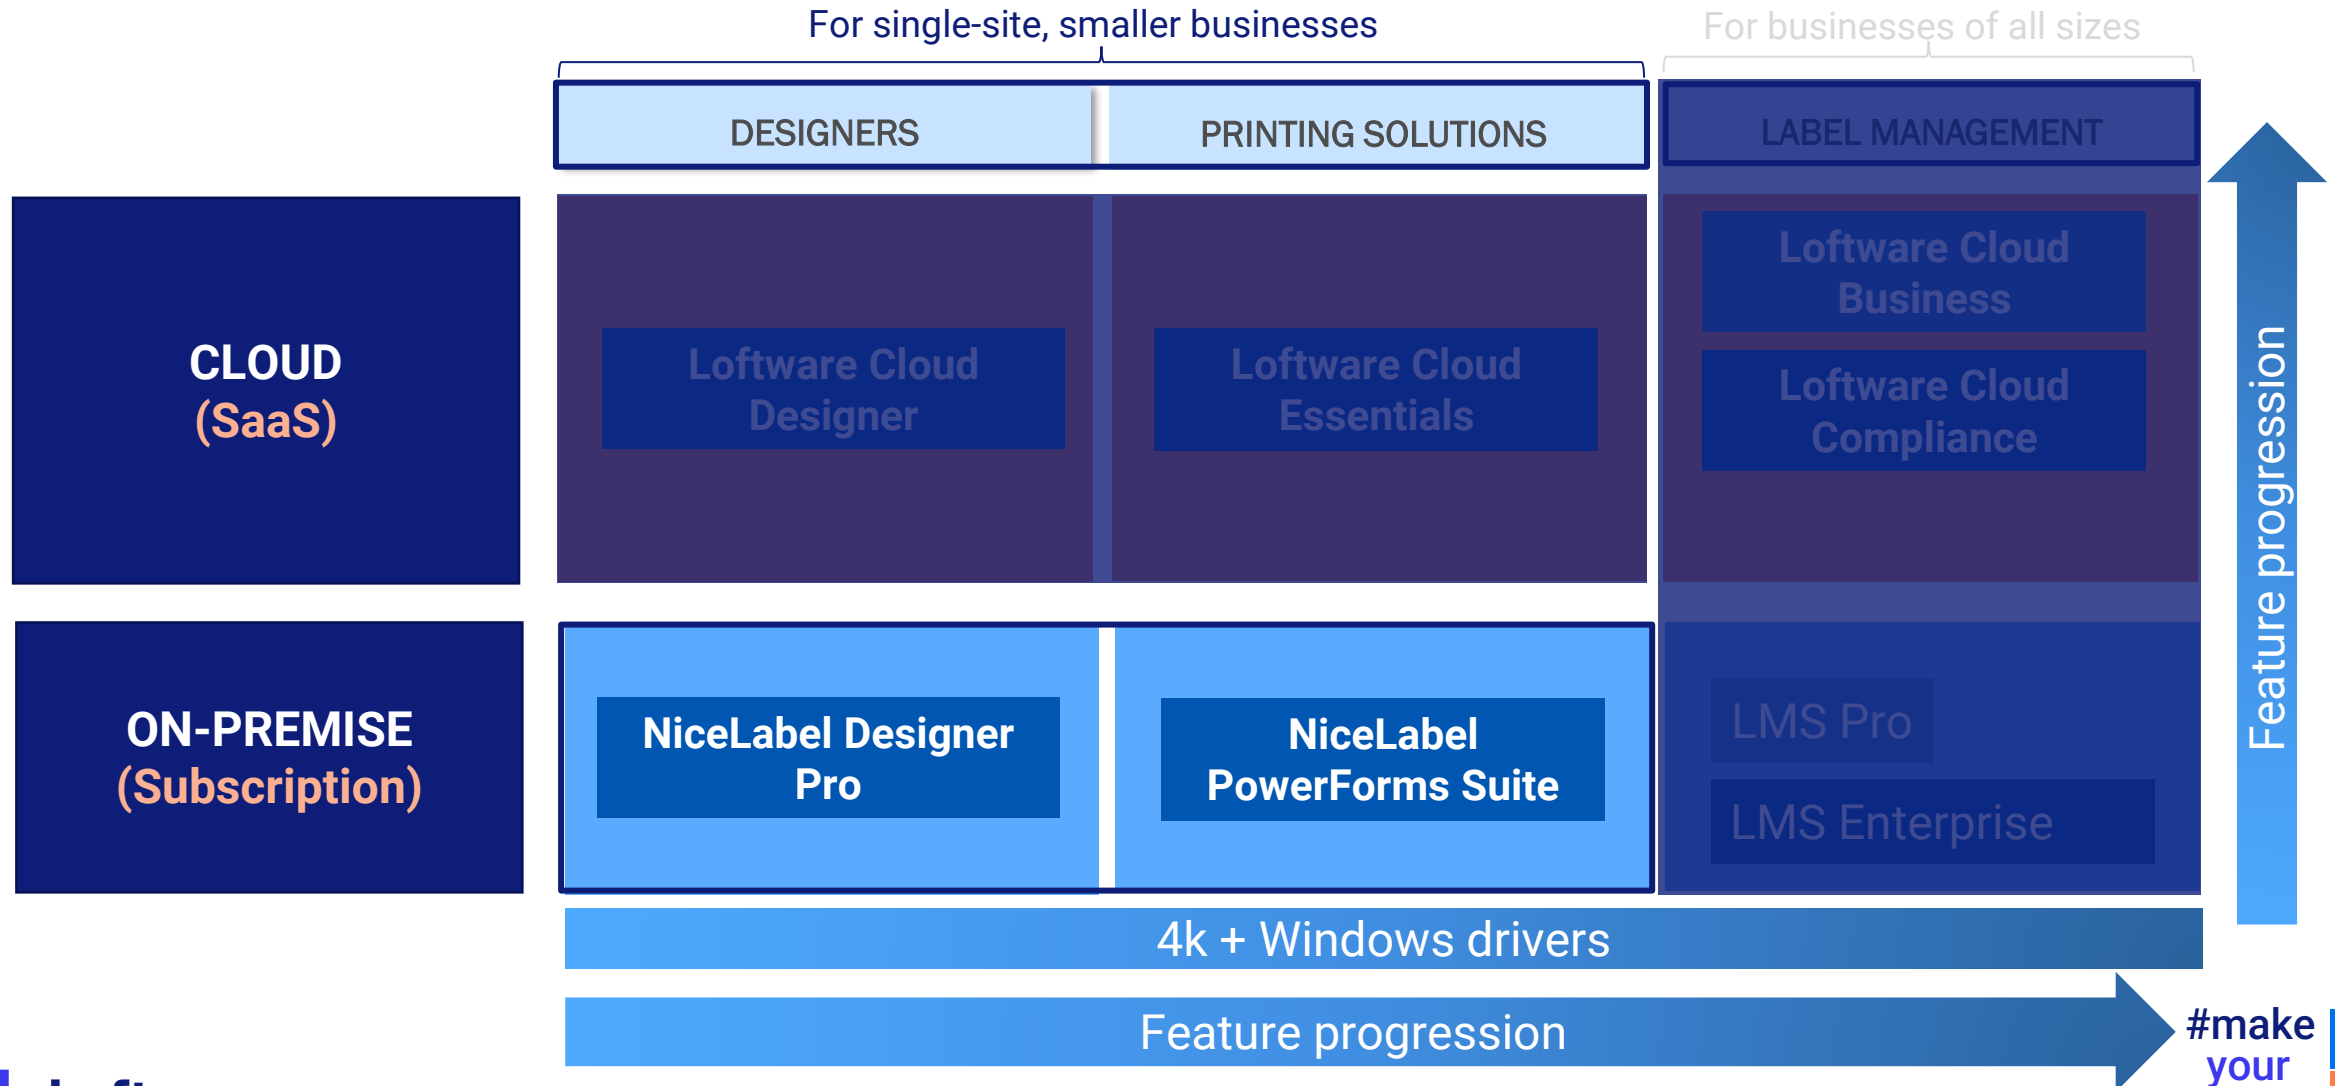 For single-site, smaller businesses
For businesses of all sizes
DESIGNERS
PRINTING SOLUTIONS
LABEL MANAGEMENT
CLOUD
(SaaS)
Loftware Cloud
Designer
Loftware Cloud
Essentials
Loftware Cloud
Business
Loftware Cloud
Compliance
Feature progression
ON-PREMISE
(Subscription)
NiceLabel Designer
Pro
NiceLabel
PowerForms Suite
LMS Pro
LMS Enterprise
4k + Windows drivers
Feature progression
#make
your